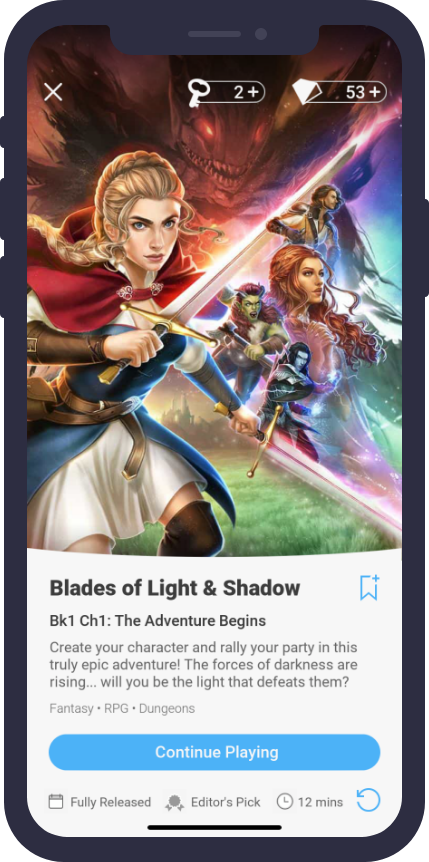 2 +
53 +
Blades of Light & Shadow
Bk1 Ch1: The Adventure Begins
Create your character and rally your party in this
truly epic adventure! The forces of darkness are
rising... will you be the light that defeats them?
Fantasy • RPG • Dungeons
Continue Playing
Fully Released Editor's Pick 12 mins